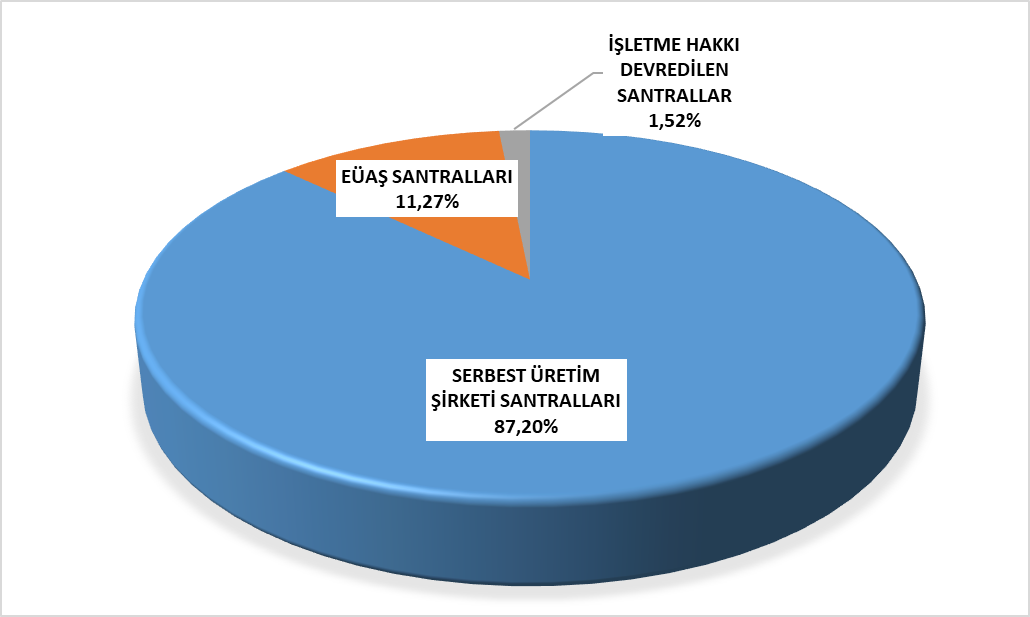 İŞLETME HAKKI
DEVREDİLEN
SANTRALLAR
1,52%
EÜAŞ SANTRALLARI
11,27%
SERBEST ÜRETİM
ŞİRKETİ SANTRALLARI
87,20%